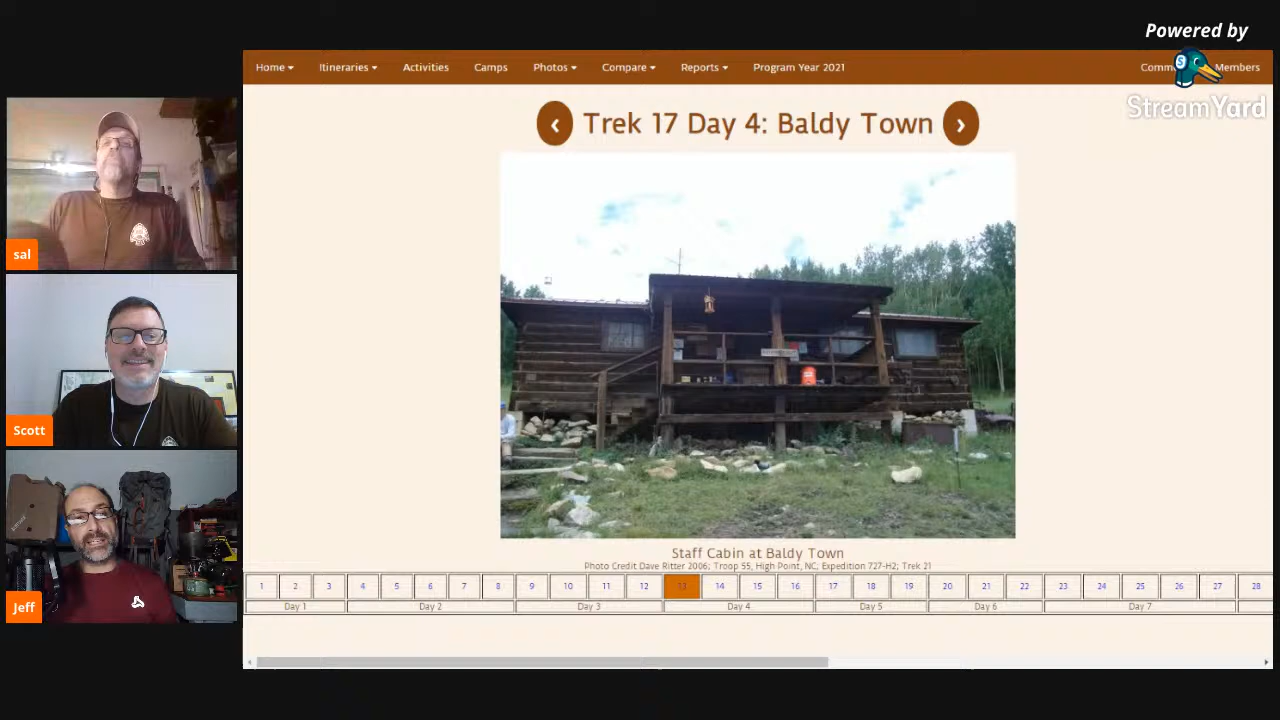 Powered by
StreamYard
Home Itineraries Activities Camps Photos Compare Reports Program Year 2021 Comm Members
Trek 17 Day 4: Baldy Town
sal
Scott
Jeff
Staff Cabin at Baldy Town
Photo Credit Dave Ritter 2006; Troop 55, High Point, NC, Expedition 727-H2; Trek 21
1 2 3 4 5 6 7 8 9 10 11 12 13 14 15 16 17 18 19 20 21 22 23 24 25 26 27 28
Day 1 Day 2 Day 3 Day 4 Day 5 Day 6 Day 7